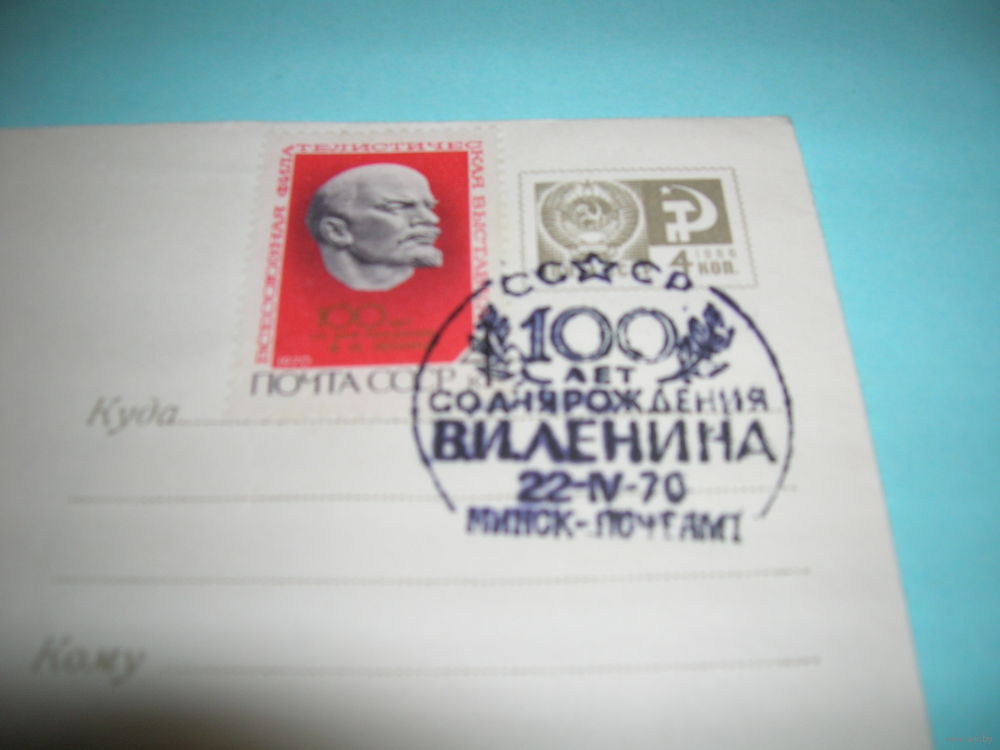 ВСЕСОЮЗНАЯ ФИЛАТЕЛИСТИЧЕСКАЯ ВЫСТАВКА
100
1970
ПОЧТА СССР
1966
4 КОП.
СССР
100
ЛЕТ
СО ДНЯ РОЖДЕНИЯ
В.И.ЛЕНИНА
22-IV-70
МИНСК-ПОЧТАМТ
Куда
Кому